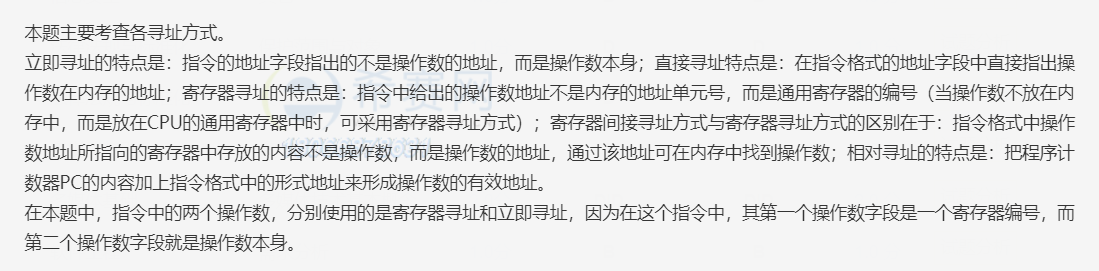 本题主要考查各寻址方式。
立即寻址的特点是：指令的地址字段指出的不是操作数的地址，而是操作数本身；直接寻址特点是：在指令格式的地址字段中直接指出操
作数在内存的地址；寄存器寻址的特点是：指令中给出的操作数地址不是内存的地址单元号，而是通用寄存器的编号（当操作数不放在内
存中，而是放在CPU的通用寄存器中时，可采用寄存器寻址方式）；寄存器间接寻址方式与寄存器寻址方式的区别在于：指令格式中操作
数地址所指向的寄存器中存放的内容不是操作数，而是操作数的地址，通过该地址可在内存中找到操作数；相对寻址的特点是：把程序计
数器PC的内容加上指令格式中的形式地址来形成操作数的有效地址。
在本题中，指令中的两个操作数，分别使用的是寄存器寻址和立即寻址，因为在这个指令中，其第一个操作数字段是一个寄存器编号，而
第二个操作数字段就是操作数本身。
希赛网